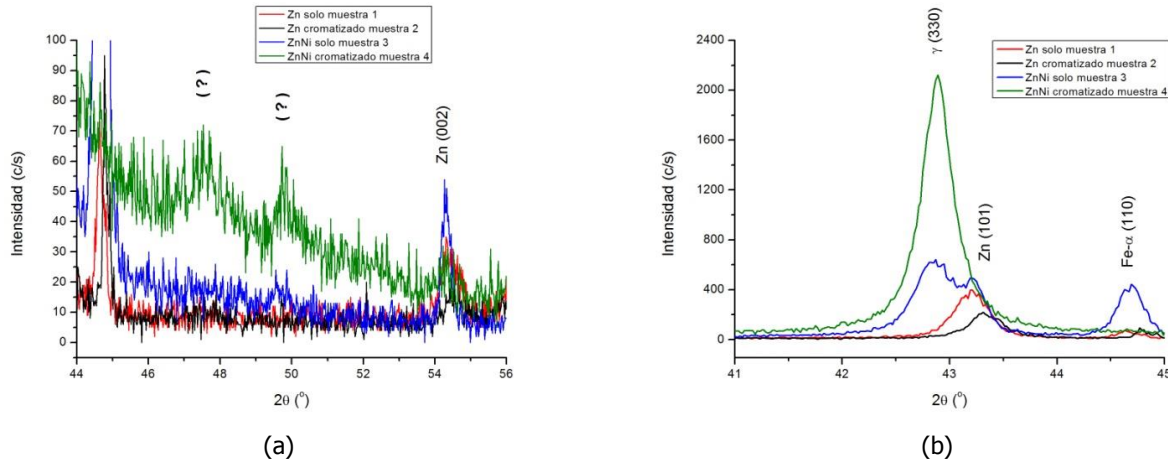 Zn solo muestra 1
Zn cromatizado muestra 2
ZnNi solo muestra 3
ZnNi cromatizado muestra 4
( ? )
( ? )
Zn (002)
Intensidad (c/s)
100
90
80
70
60
50
40
30
20
10
0
44 46 48 50 52 54 56
2θ (°)
(a)
γ (330)
Zn solo muestra 1
Zn cromatizado muestra 2
ZnNi solo muestra 3
ZnNi cromatizado muestra 4
Zn (101)
Fe-α (110)
Intensidad (c/s)
2400
2000
1600
1200
800
400
0
41 42 43 44 45
2θ (°)
(b)